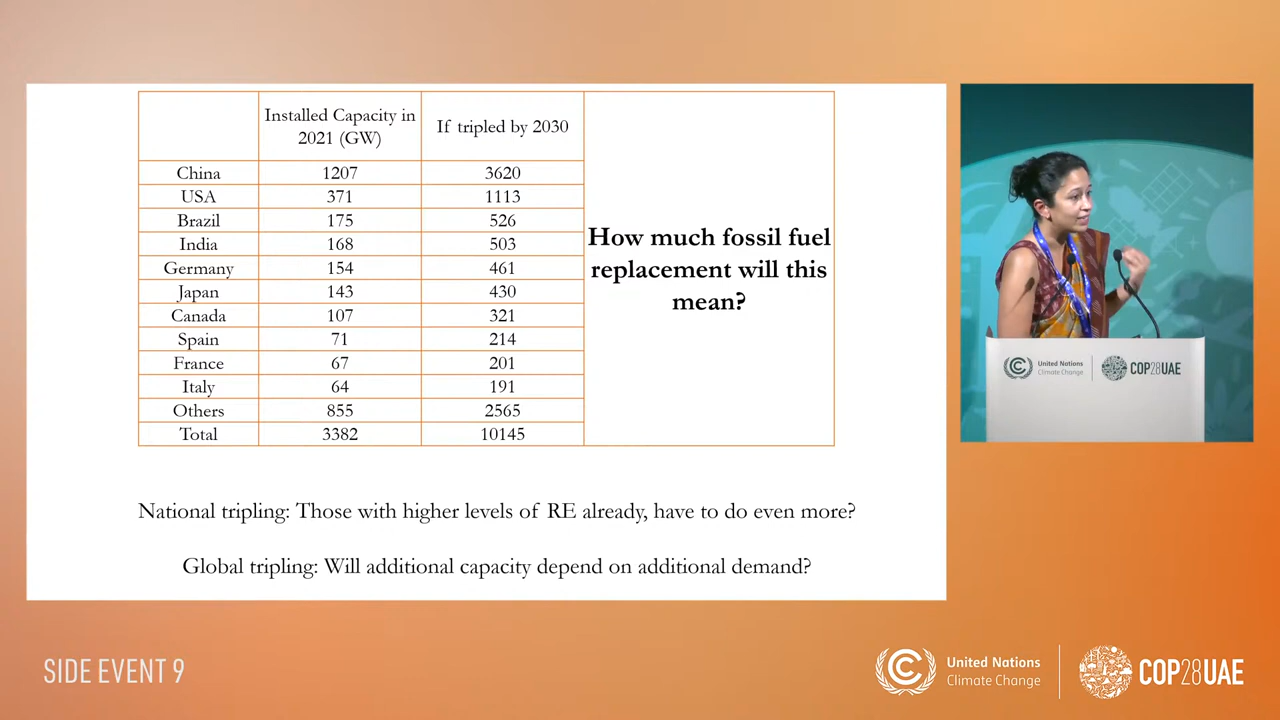 Installed Capacity in
2021 (GW)
If tripled by 2030
China 1207 3620
USA 371 1113
Brazil 175 526
India 168 503
Germany 154 461
Japan 143 430
Canada 107 321
Spain 71 214
France 67 201
Italy 64 191
Others 855 2565
Total 3382 10145
How much fossil fuel
replacement will this
mean?
National tripling: Those with higher levels of RE already, have to do even more?
Global tripling: Will additional capacity depend on additional demand?
United Nations
Climate Change
COP28UAE
SIDE EVENT 9
United Nations
Climate Change
COP28UAE